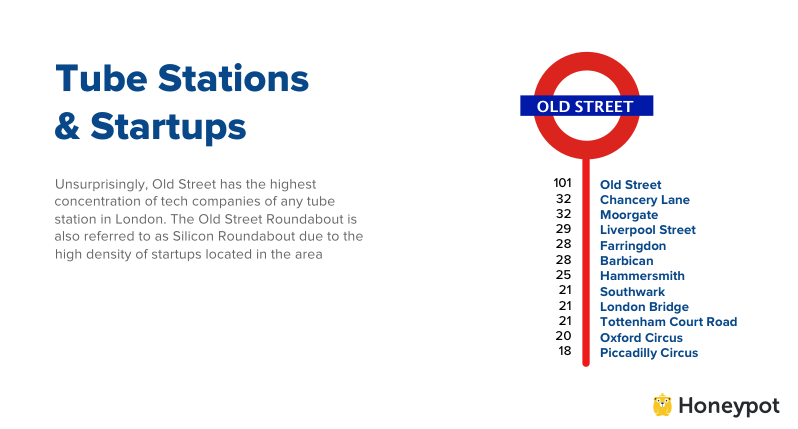 Tube Stations
& Startups
Unsurprisingly, Old Street has the highest
concentration of tech companies of any tube
station in London. The Old Street Roundabout is
also referred to as Silicon Roundabout due to the
high density of startups located in the area
OLD STREET
101 Old Street
32 Chancery Lane
32 Moorgate
29 Liverpool Street
28 Farringdon
28 Barbican
25 Hammersmith
21 Southwark
21 London Bridge
21 Tottenham Court Road
20 Oxford Circus
18 Piccadilly Circus
Honeypot